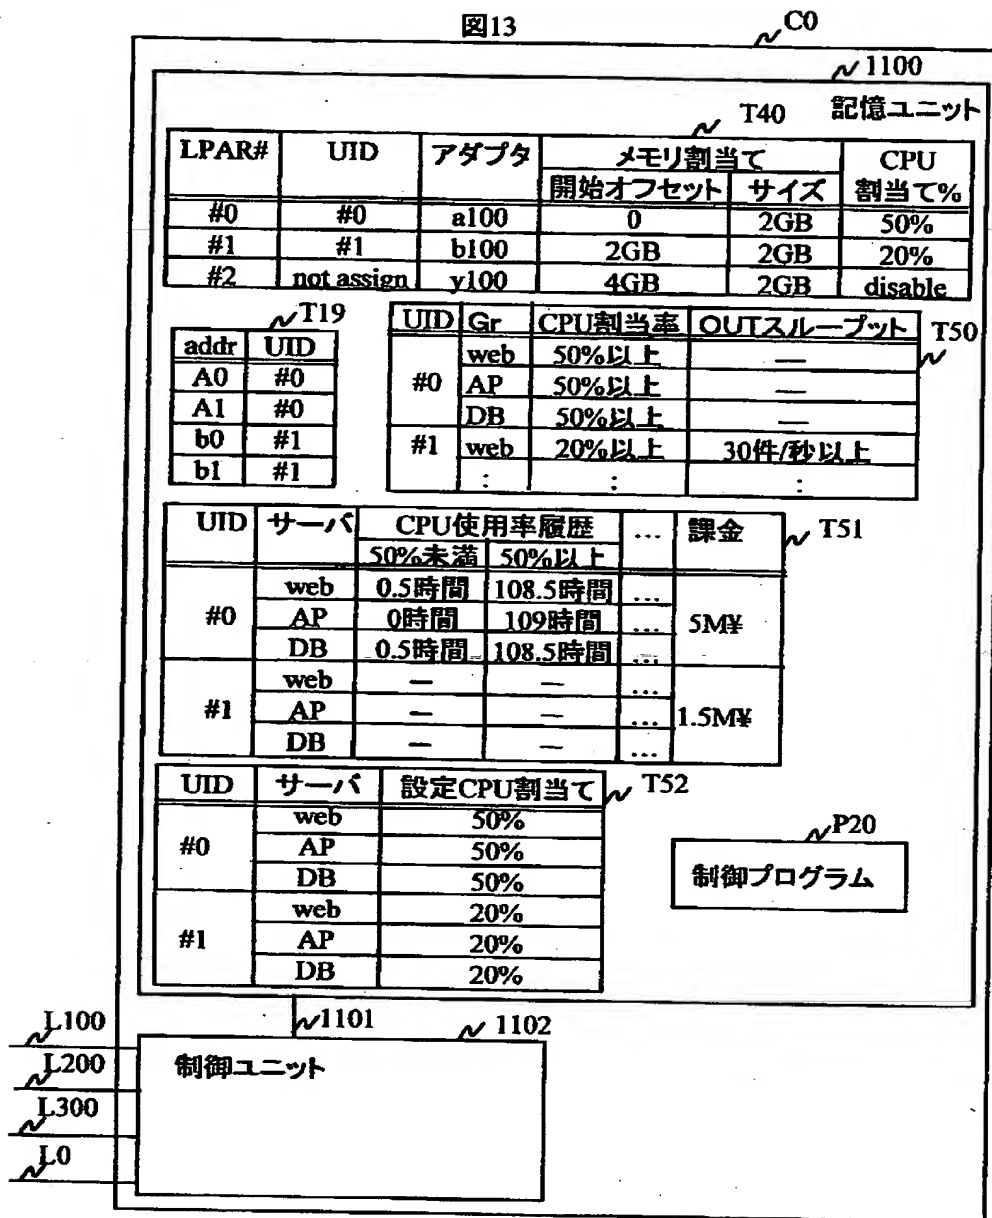 図13
C0
1100
T40 記憶ユニット
LPAR# UID アダプタ メモリ割当て CPU
開始オフセット サイズ 割当て%
#0 #0 a100 0 2GB 50%
#1 #1 b100 2GB 2GB 20%
#2 not assign y100 4GB 2GB disable
T19
addr UID
A0 #0
A1 #0
b0 #1
b1 #1
UID Gr CPU割当率 OUTスループット T50
#0
web 50%以上 —
AP 50%以上 —
DB 50%以上 —
#1 web 20%以上 30件/秒以上
: : :
UID サーバ CPU使用率履歴 … 課金 T51
50%未満 50%以上
#0
web 0.5時間 108.5時間 …
AP 0時間 109時間 … 5M¥
DB 0.5時間 108.5時間 …
#1
web — — …
AP — — … 1.5M¥
DB — — …
UID サーバ 設定CPU割当て T52
#0
web 50%
AP 50%
DB 50%
#1
web 20%
AP 20%
DB 20%
P20
制御プログラム
1101 1102
制御ユニット
L100
L200
L300
L0